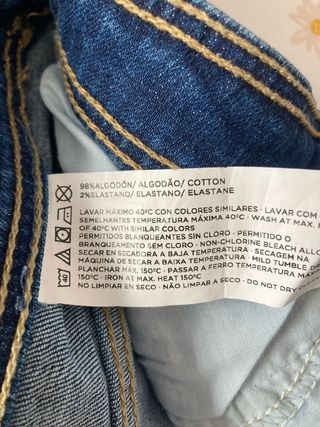 98%ALGODÓN/ ALGODÃO/ COTTON
2%ELASTANO/ ELASTANO/ ELASTANE
LAVAR MÁXIMO 40ºC CON COLORES SIMILARES · LAVAR COM
SEMELHANTES TEMPERATURA MÁXIMA 40ºC · WASH AT MAX
OF 40ºC WITH SIMILAR COLORS
PERMITIDOS BLANQUEANTES SIN CLORO · PERMITIDO O
BRANQUEAMENTO SEM CLORO · NON-CHLORINE BLEACH
SECAR EN SECADORA A BAJA TEMPERATURA · SECAGEM NA
MÁQUINA DE SECAR A BAIXA TEMPERATURA · MILD TUMBLE
PLANCHAR MÁX. 150ºC · PASSAR A FERRO TEMPERATURA
150ºC · IRON AT MAX. HEAT 150ºC
NO LIMPIAR EN SECO · NÃO LIMPAR A SECO · DO NOT DRY
40